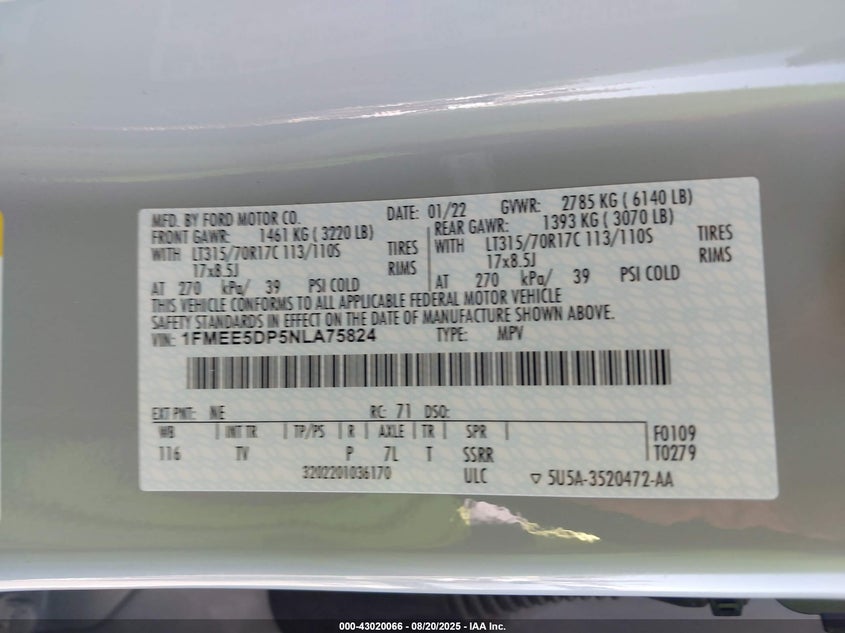 MFD. BY FORD MOTOR CO. DATE: 01/22 GVWR: 2785 KG ( 6140 LB)
FRONT GAWR: 1461 KG ( 3220 LB) REAR GAWR: 1393 KG ( 3070 LB)
WITH LT315/70R17C 113/110S TIRES WITH LT315/70R17C 113/110S TIRES
17x8.5J RIMS 17x8.5J RIMS
AT 270 kPa/ 39 PSI COLD AT 270 kPa/ 39 PSI COLD
THIS VEHICLE CONFORMS TO ALL APPLICABLE FEDERAL MOTOR VEHICLE
SAFETY STANDARDS IN EFFECT ON THE DATE OF MANUFACTURE SHOWN ABOVE.
VIN: 1FMEE5DP5NLA75824 TYPE: MPV
EXT PNT: NE RC: 71 DSO:
WB INT TR TP/PS R AXLE TR SPR F0109
116 TV P 7L T SSRR T0279
3202201036170 ULC ▽ 5U5A-3520472-AA
000-43020066 - 08/20/2025 - IAA Inc.